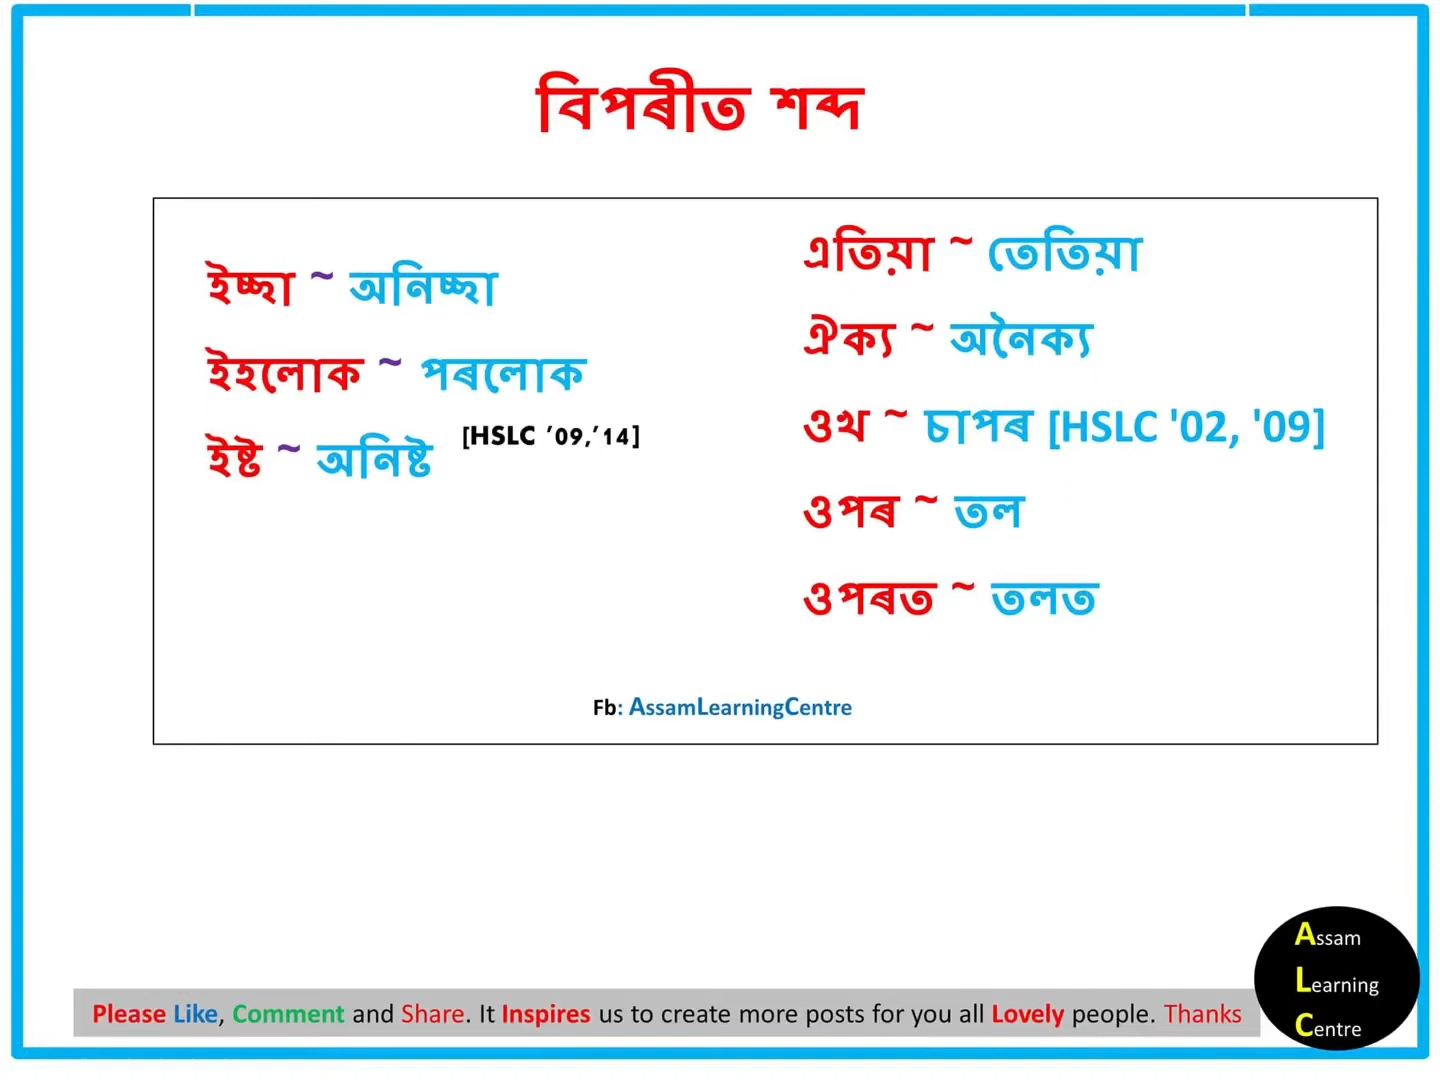 বিপৰীত শব্দ
ইচ্ছা ~ অনিচ্ছা
ইহলোক ~ পৰলোক
ইষ্ট ~ অনিষ্ট [HSLC ’09,’14]
এতিয়া ~ তেতিয়া
ঐক্য ~ অনৈক্য
ওখ ~ চাপৰ [HSLC '02, '09]
ওপৰ ~ তল
ওপৰত ~ তলত
Fb: AssamLearningCentre
Please Like, Comment and Share. It Inspires us to create more posts for you all Lovely people. Thanks
Assam
Learning
Centre